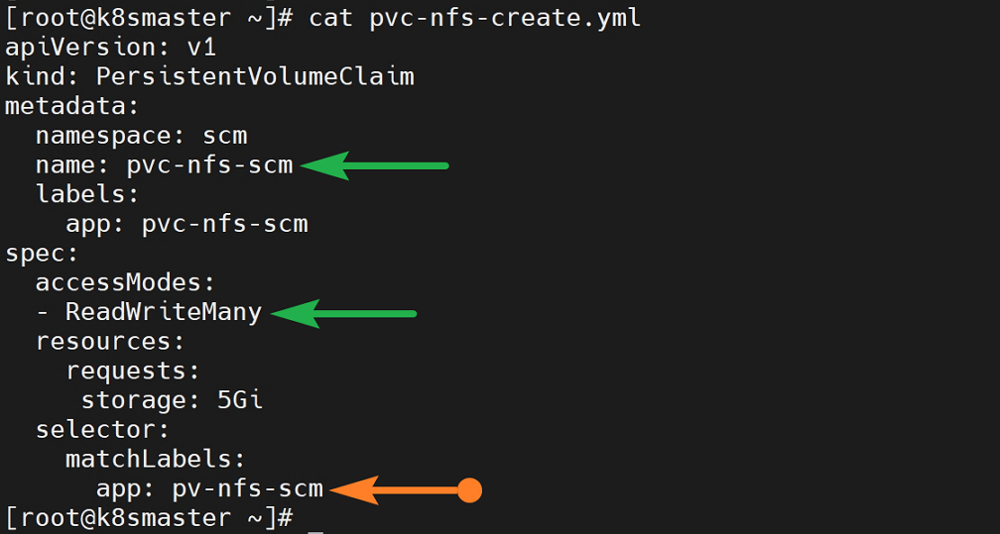 [root@k8smaster ~]# cat pvc-nfs-create.yml
apiVersion: v1
kind: PersistentVolumeClaim
metadata:
  namespace: scm
  name: pvc-nfs-scm
  labels:
    app: pvc-nfs-scm
spec:
  accessModes:
  - ReadWriteMany
  resources:
    requests:
     storage: 5Gi
  selector:
    matchLabels:
      app: pv-nfs-scm
[root@k8smaster ~]#